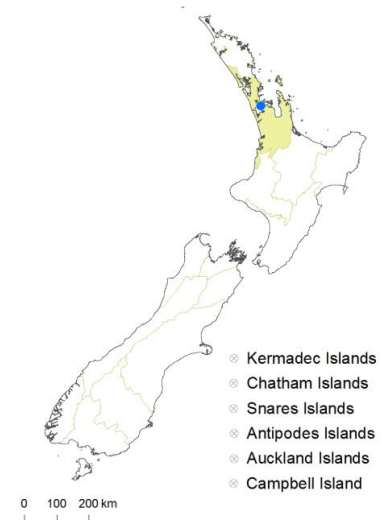 Kermadec Islands
Chatham Islands
Snares Islands
Antipodes Islands
Auckland Islands
Campbell Island
0 100 200 km